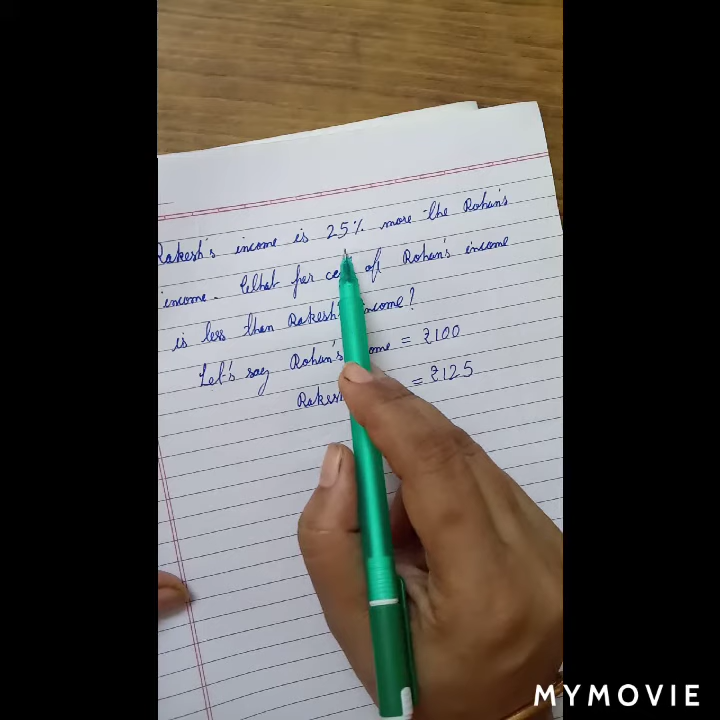 Rakesh's income is 25% more the Rohan's
income. What per of Rohan's income
is less than Rakesh's income?
Let's say Rohan's = ₹100
= ₹125
MYMOVIE